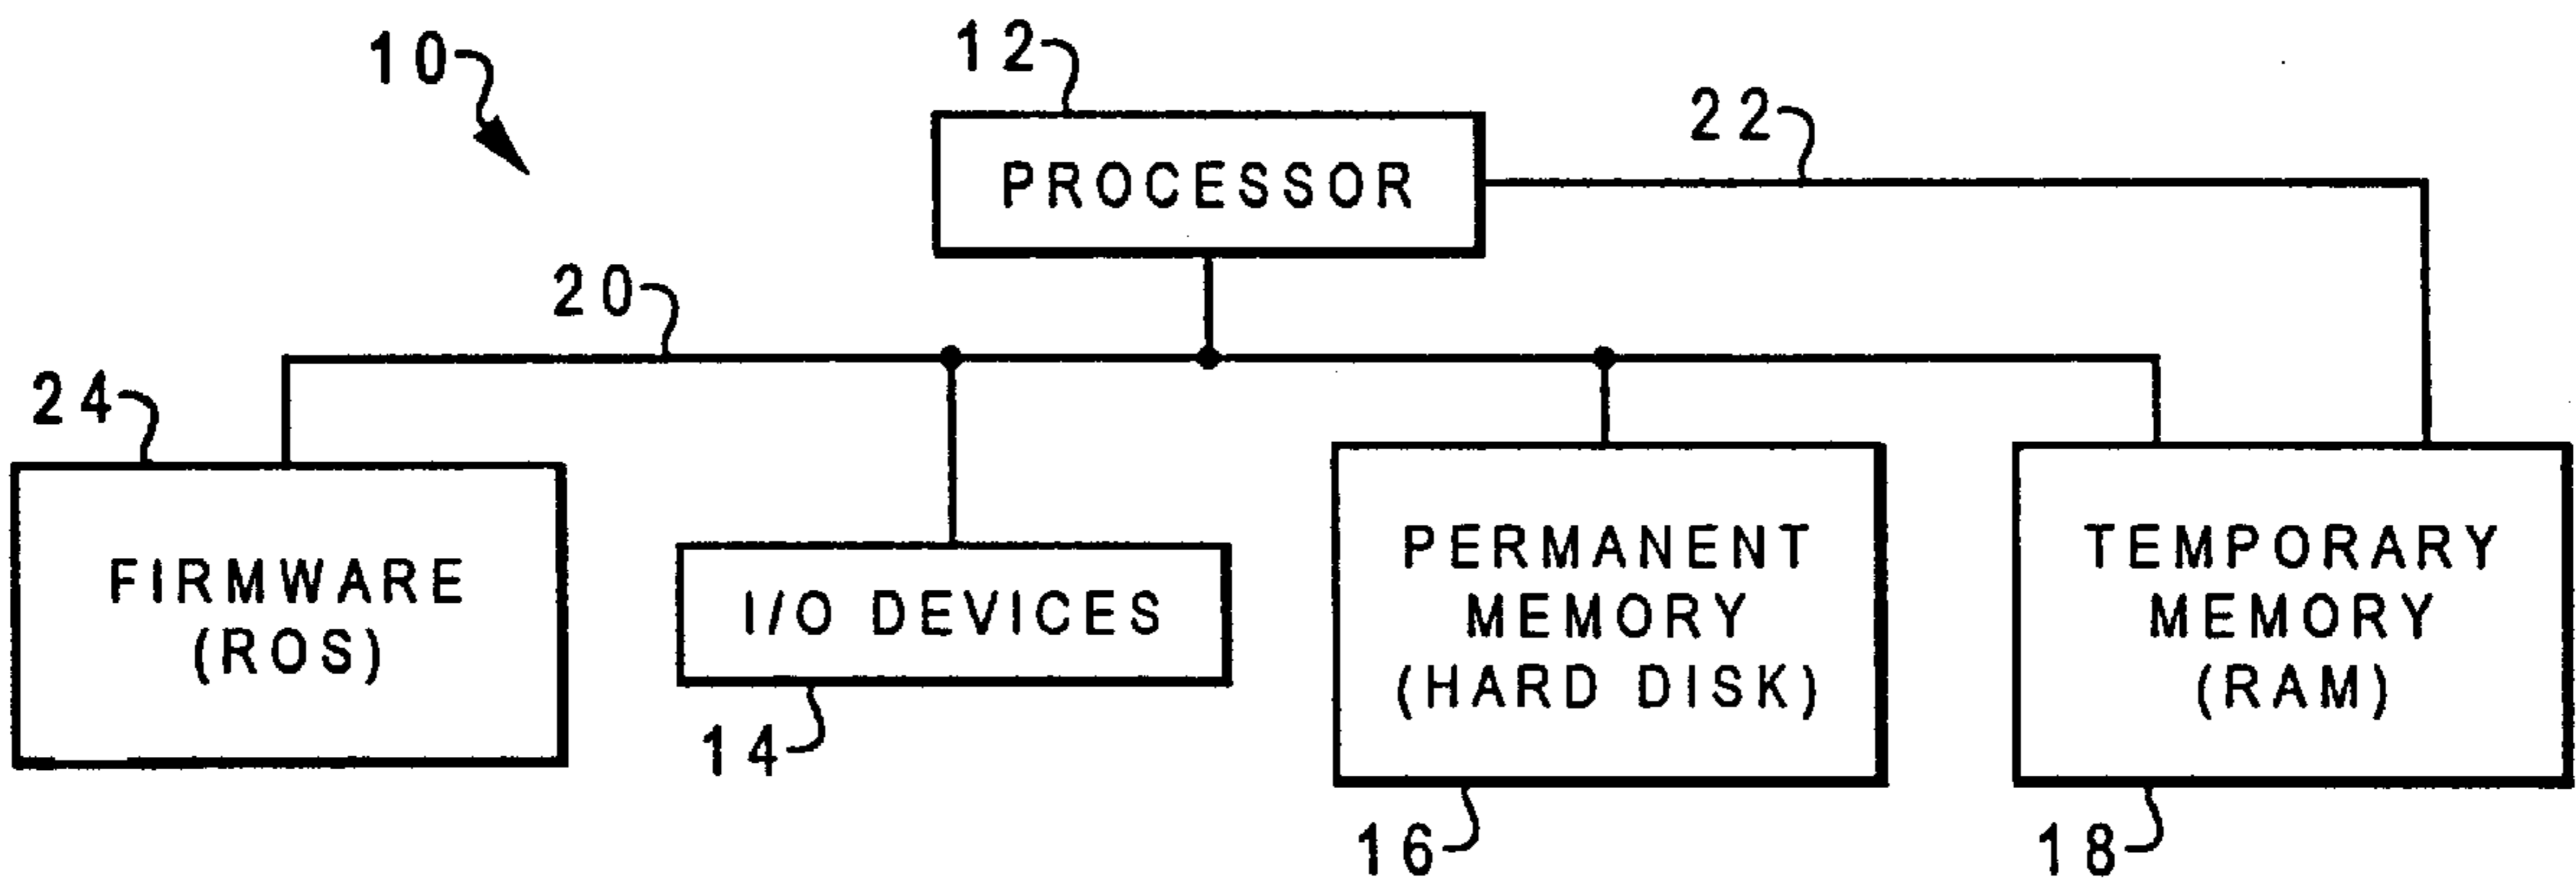 10
12
22
PROCESSOR
20
24
FIRMWARE
(ROS)
I/O DEVICES
14
PERMANENT
MEMORY
(HARD DISK)
16
TEMPORARY
MEMORY
(RAM)
18